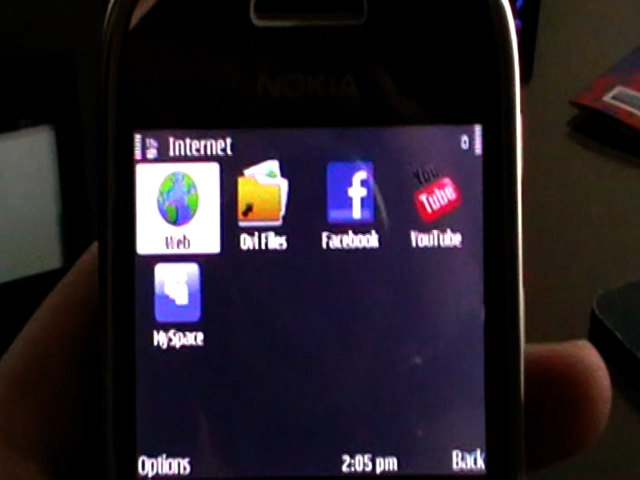 NOKIA
Internet
Web Ovi Files Facebook You Tube YouTube
MySpace
Options 2:05 pm Back